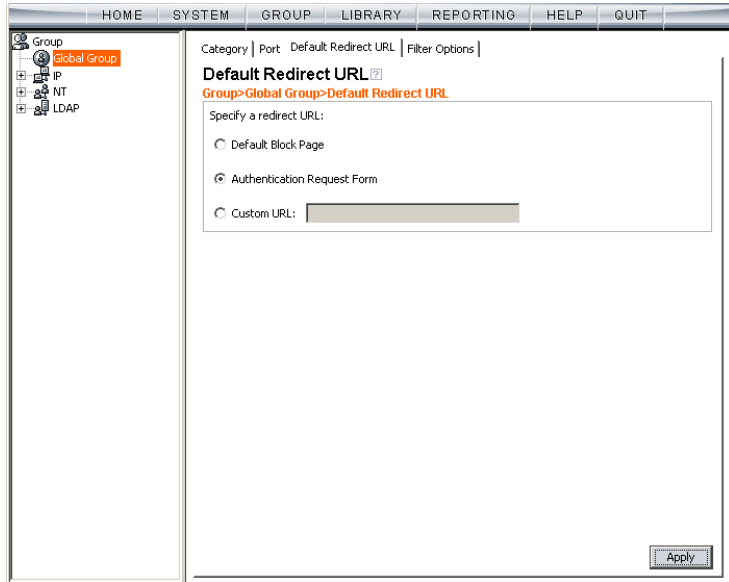 HOME SYSTEM GROUP LIBRARY REPORTING HELP QUIT
Group
Global Group
IP
NT
LDAP
Category Port Default Redirect URL Filter Options
Default Redirect URL ?
Group>Global Group>Default Redirect URL
Specify a redirect URL:
Default Block Page
Authentication Request Form
Custom URL:
Apply